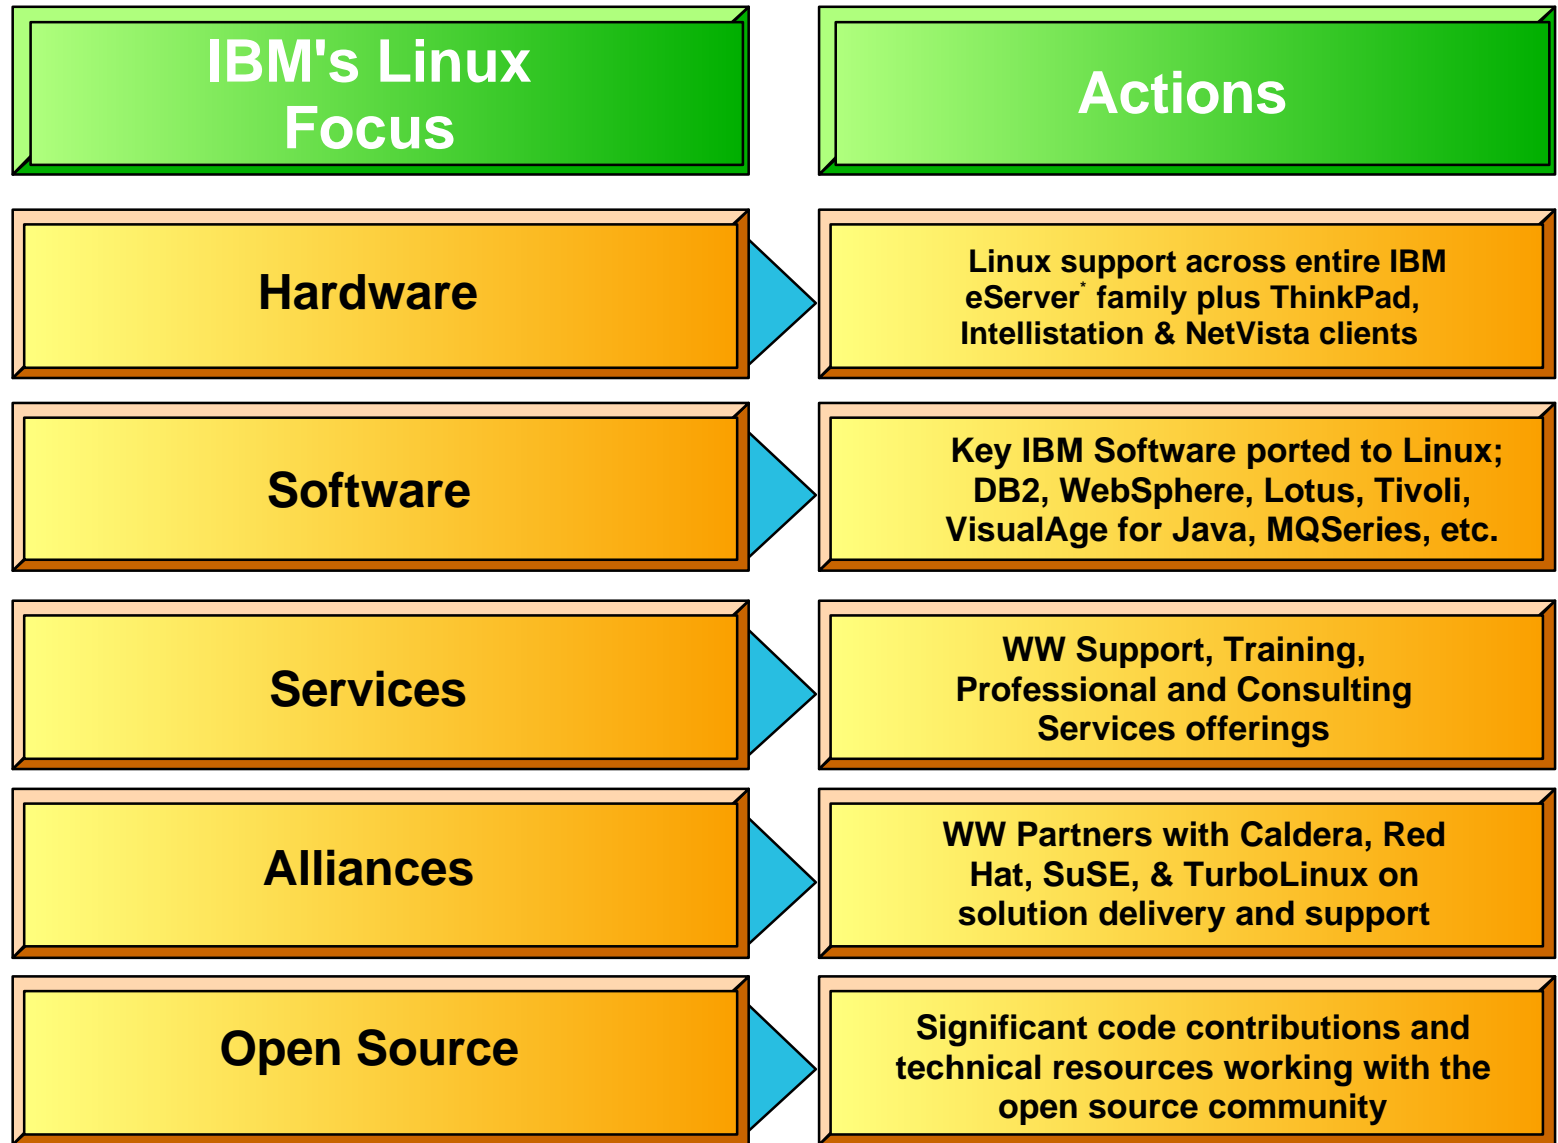 IBM's Linux
Focus
Actions
Hardware
Linux support across entire IBM
eServer* family plus ThinkPad,
Intellistation & NetVista clients
Software
Key IBM Software ported to Linux;
DB2, WebSphere, Lotus, Tivoli,
VisualAge for Java, MQSeries, etc.
Services
WW Support, Training,
Professional and Consulting
Services offerings
Alliances
WW Partners with Caldera, Red
Hat, SuSE, & TurboLinux on
solution delivery and support
Open Source
Significant code contributions and
technical resources working with the
open source community